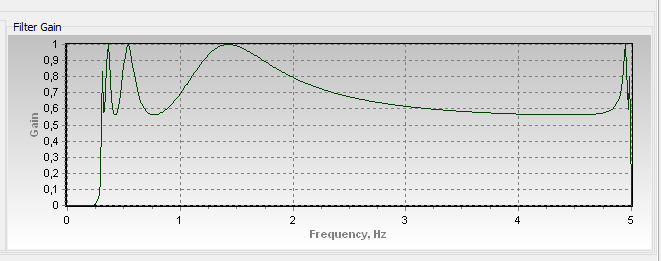 Filter Gain
1
0,9
0,8
0,7
0,6
0,5
0,4
0,3
0,2
0,1
0
Gain
0 1 2 3 4 5
Frequency, Hz